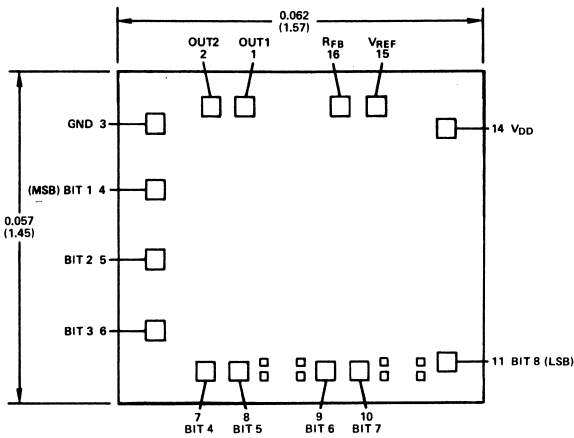 0.062
(1.57)
OUT2 OUT1 RFB VREF
2 1 16 15
GND 3
14 VDD
(MSB) BIT 1 4
0.057
(1.45)
BIT 2 5
BIT 3 6
11 BIT 8 (LSB)
7 8 9 10
BIT 4 BIT 5 BIT 6 BIT 7